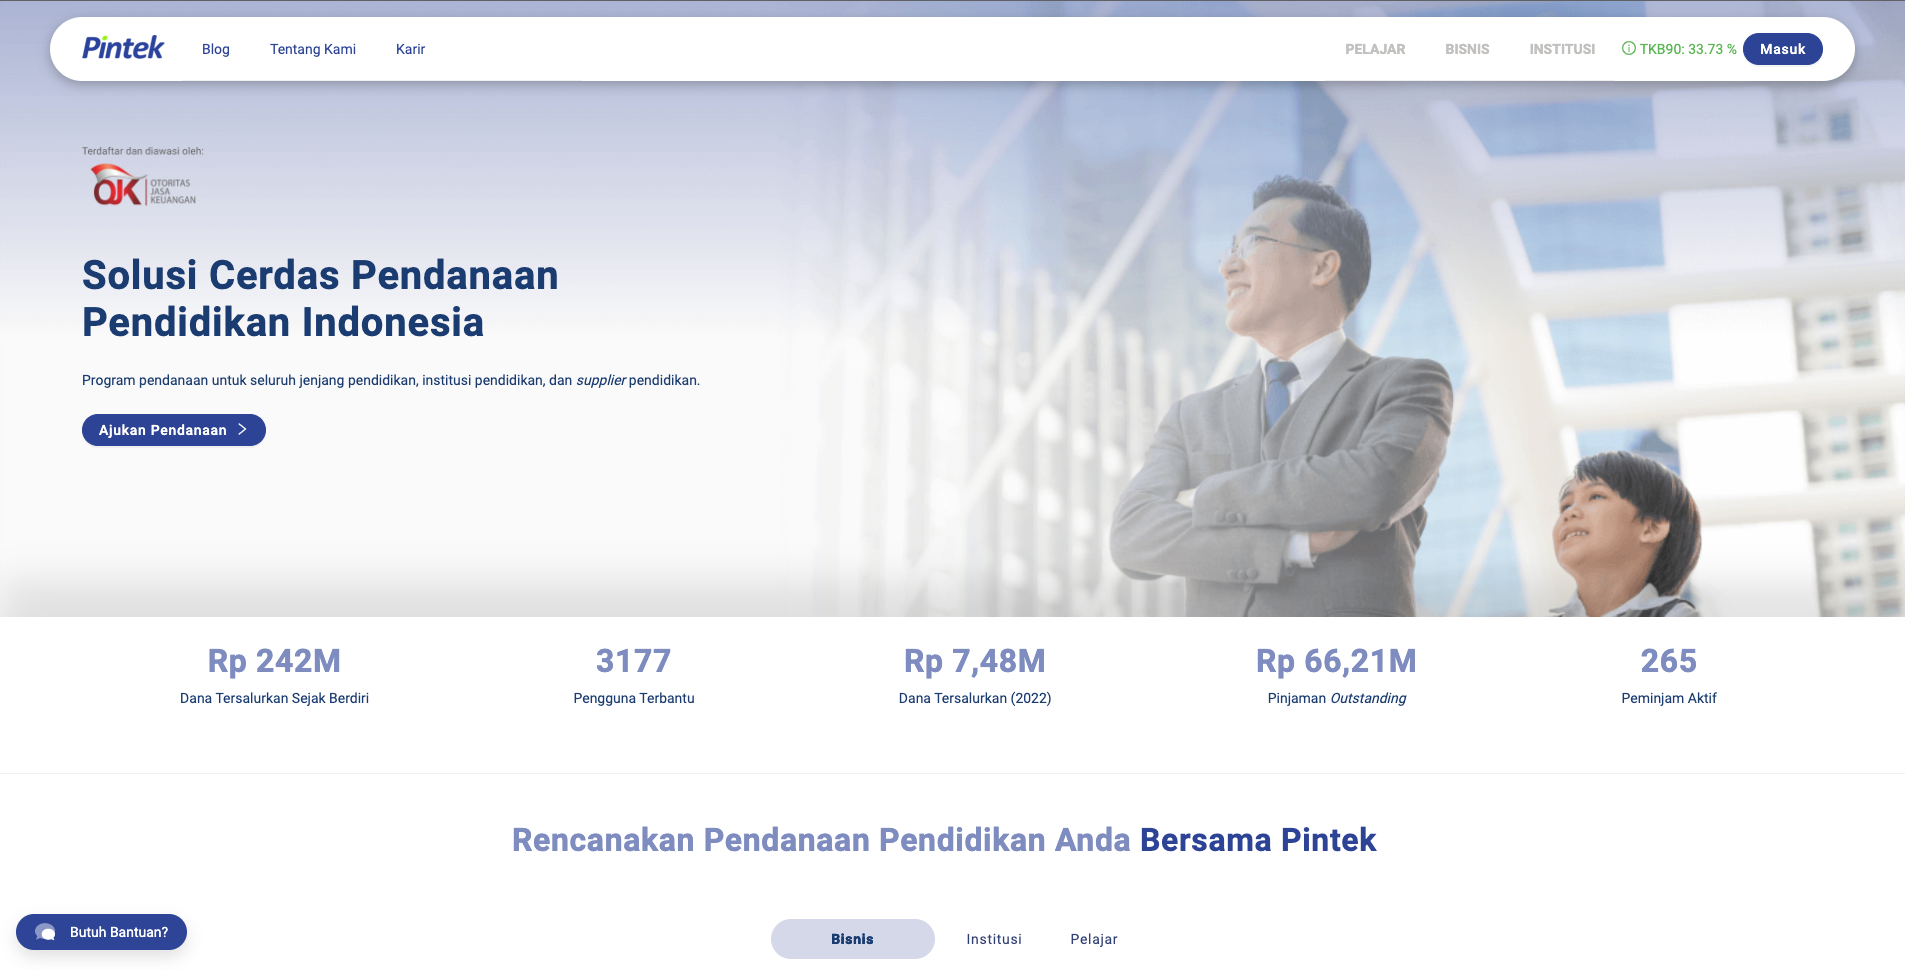 Pintek
Blog
Tentang Kami
Karir
PELAJAR
BISNIS
INSTITUSI
TKB90: 33.73 %
Masuk
Terdaftar dan diawasi oleh:
OJK
OTORITAS
JASA
KEUANGAN
Solusi Cerdas Pendanaan
Pendidikan Indonesia
Program pendanaan untuk seluruh jenjang pendidikan, institusi pendidikan, dan supplier pendidikan.
Ajukan Pendanaan
Rp 242M
Dana Tersalurkan Sejak Berdiri
3177
Pengguna Terbantu
Rp 7,48M
Dana Tersalurkan (2022)
Rp 66,21M
Pinjaman Outstanding
265
Peminjam Aktif
Rencanakan Pendanaan Pendidikan Anda Bersama Pintek
Butuh Bantuan?
Bisnis
Institusi
Pelajar